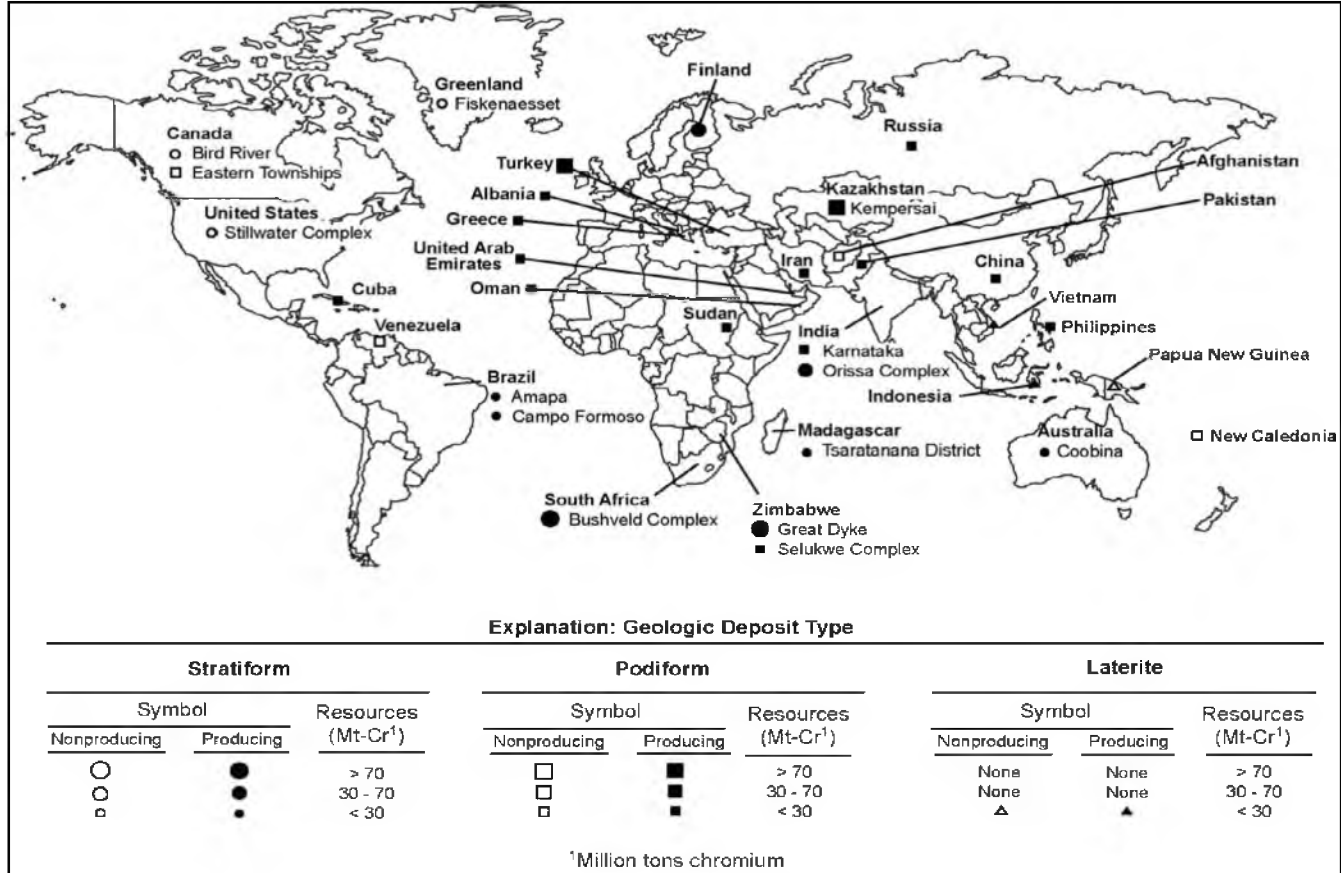 Greenland
Fiskenaesset
Finland
Canada
Bird River
Eastern Townships
Russia
Turkey
Afghanistan
Albania
Kazakhstan
Kempersai
Pakistan
United States
Stillwater Complex
Greece
United Arab
Emirates
Iran
China
Cuba
Oman
Vietnam
Sudan
India
Karnataka
Orissa Complex
Philippines
Venezuela
Papua New Guinea
Brazil
Amapa
Campo Formoso
Indonesia
Madagascar
Tsaratanana District
Australia
Coobina
New Caledonia
South Africa
Bushveld Complex
Zimbabwe
Great Dyke
Selukwe Complex
Explanation: Geologic Deposit Type
Stratiform
Symbol Resources
Nonproducing Producing (Mt-Cr¹)
> 70
30 - 70
< 30
Podiform
Symbol Resources
Nonproducing Producing (Mt-Cr¹)
> 70
30 - 70
< 30
Laterite
Symbol Resources
Nonproducing Producing (Mt-Cr¹)
None None > 70
None None 30 - 70
< 30
¹Million tons chromium